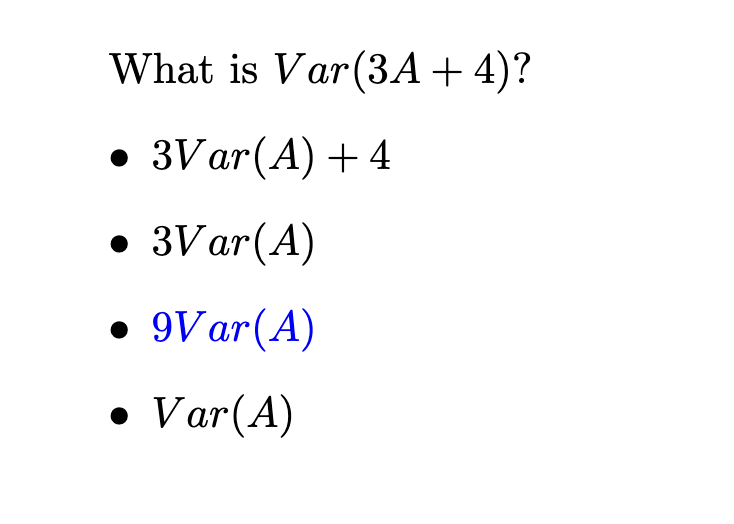 What is Var(3A + 4)?
• 3Var(A) + 4
• 3Var(A)
• 9Var(A)
• Var(A)